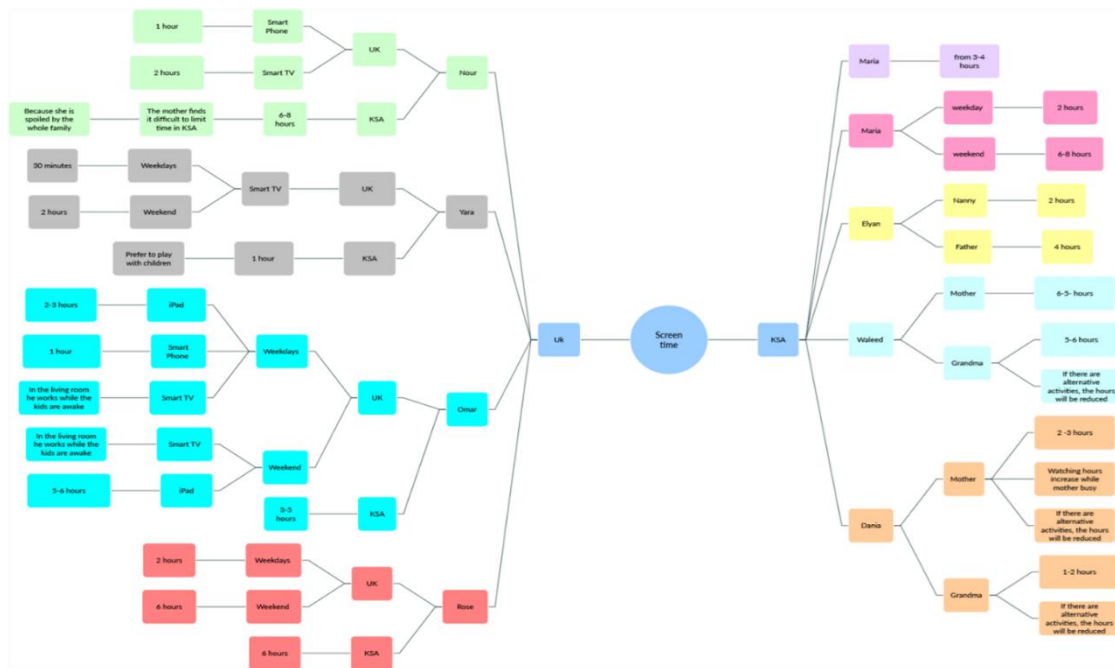 Screen
time
Uk
Nour
UK
Smart
Phone
1 hour
Smart TV
2 hours
KSA
6-8
hours
The mother finds
it difficult to limit
time in KSA
Because she is
spoiled by the
whole family
Yara
UK
Smart TV
Weekdays
30 minutes
Weekend
2 hours
KSA
1 hour
Prefer to play
with children
Omar
UK
Weekdays
iPad
2-3 hours
Smart
Phone
1 hour
Smart TV
In the living room
he works while the
kids are awake
Weekend
Smart TV
In the living room
he works while the
kids are awake
iPad
5-6 hours
KSA
3-5
hours
Rose
UK
Weekdays
2 hours
Weekend
6 hours
KSA
6 hours
KSA
Maria
from 3-4
hours
Maria
weekday
2 hours
weekend
6-8 hours
Elyan
Nanny
2 hours
Father
4 hours
Waleed
Mother
6-5- hours
Grandma
5-6 hours
If there are
alternative
activities, the hours
will be reduced
Dania
Mother
2 -3 hours
Watching hours
increase while
mother busy
If there are
alternative
activities, the hours
will be reduced
Grandma
1-2 hours
If there are
alternative
activities, the hours
will be reduced